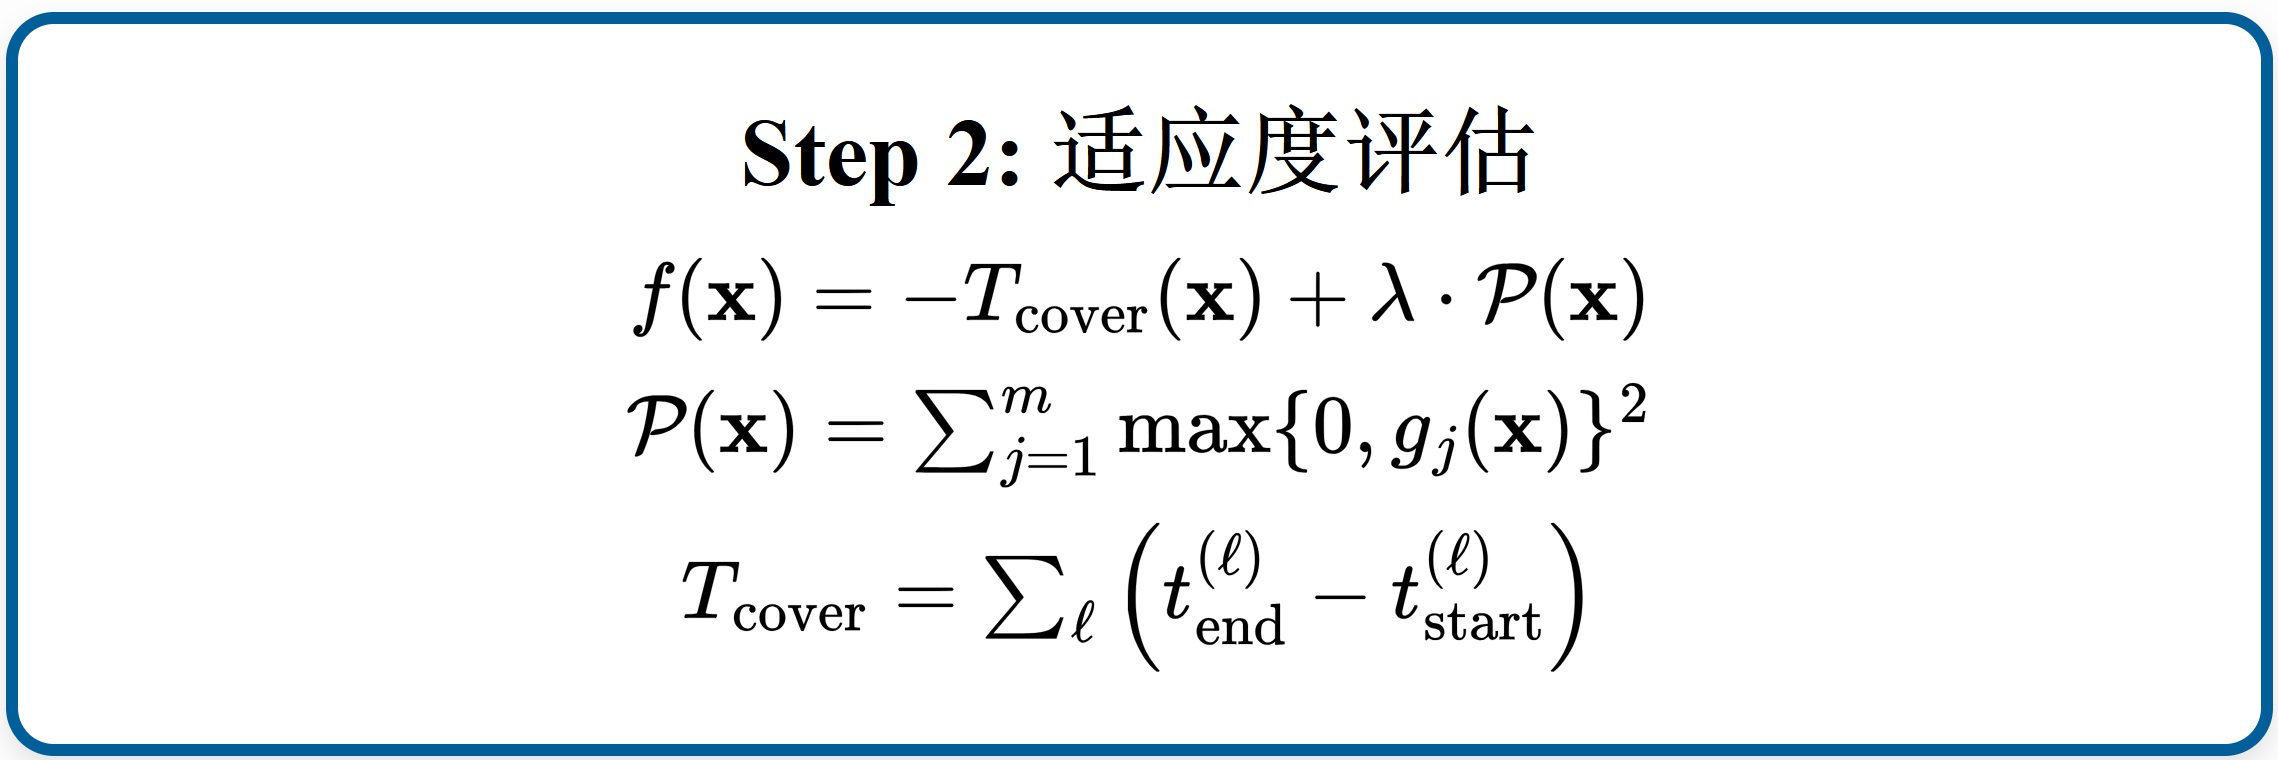 Step 2: 适应度评估
f(𝐱) = −T_cover(𝐱) + λ · 𝒫(𝐱)
𝒫(𝐱) = ∑_{j=1}^{m} max{0, g_j(𝐱)}²
T_cover = ∑_ℓ (t_end^{(ℓ)} − t_start^{(ℓ)})